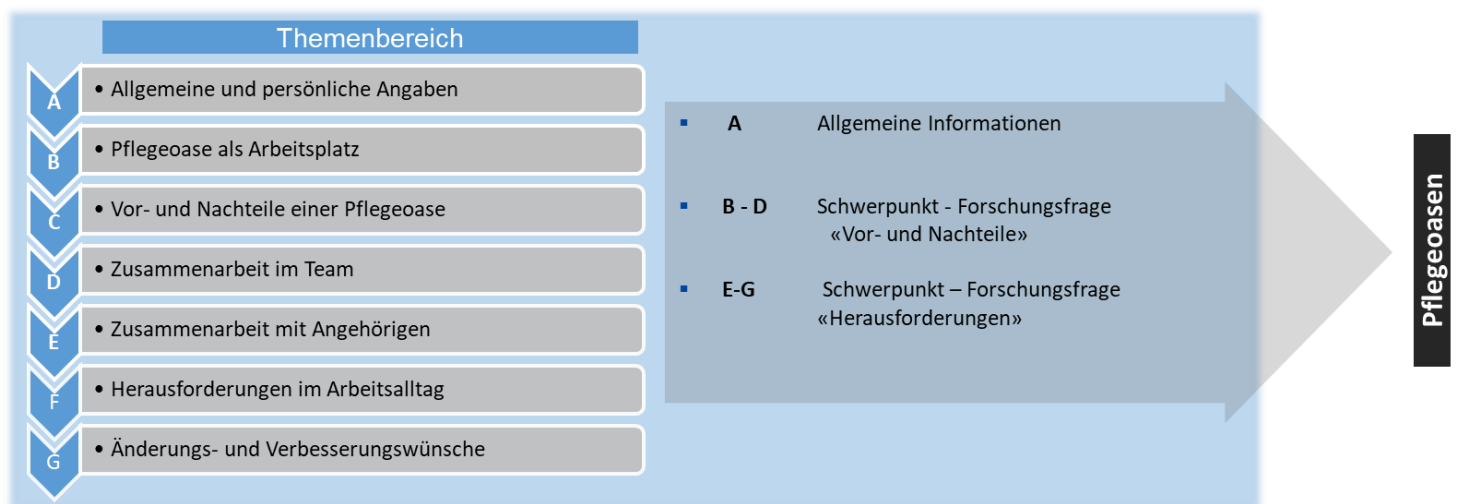 Themenbereich
A
• Allgemeine und persönliche Angaben
B
• Pflegeoase als Arbeitsplatz
C
• Vor- und Nachteile einer Pflegeoase
D
• Zusammenarbeit im Team
E
• Zusammenarbeit mit Angehörigen
F
• Herausforderungen im Arbeitsalltag
G
• Änderungs- und Verbesserungswünsche
▪ A Allgemeine Informationen
▪ B - D Schwerpunkt - Forschungsfrage
«Vor- und Nachteile»
▪ E-G Schwerpunkt – Forschungsfrage
«Herausforderungen»
Pflegeoasen